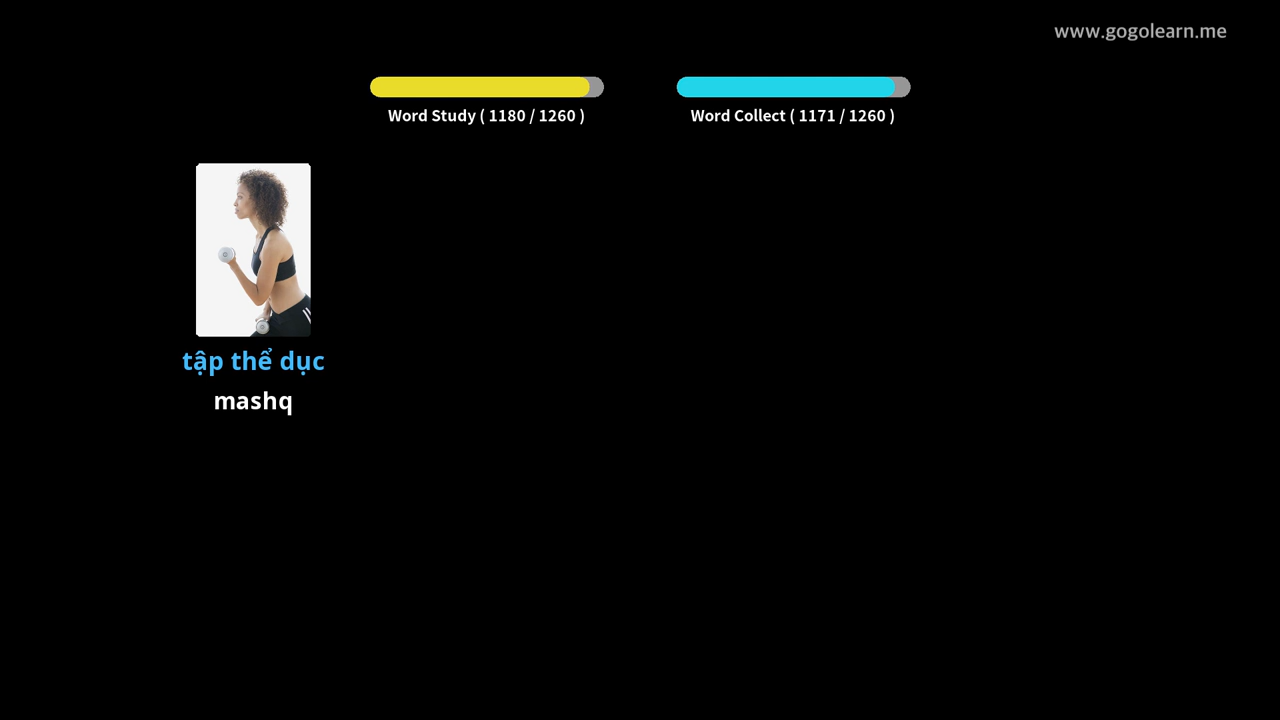 www.gogolearn.me
Word Study ( 1180 / 1260 )
Word Collect ( 1171 / 1260 )
tập thể dục
mashq